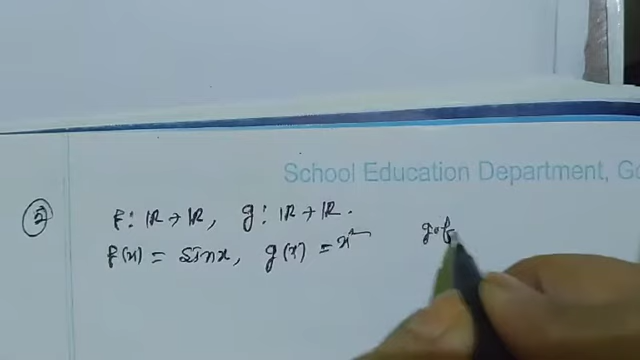 School Education Department, Go
② f: ℝ→ℝ, g: ℝ→ℝ.
f(x) = sinx, g(x) = x² gof